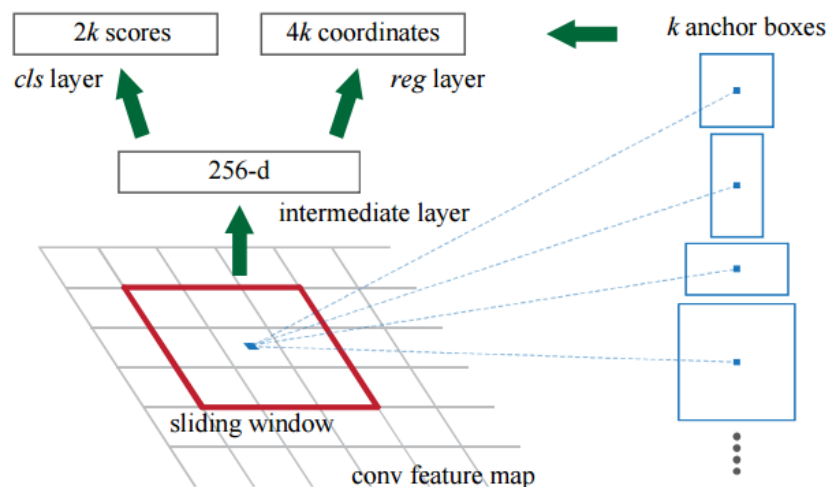 2k scores
4k coordinates
k anchor boxes
cls layer
reg layer
256-d
intermediate layer
sliding window
conv feature map